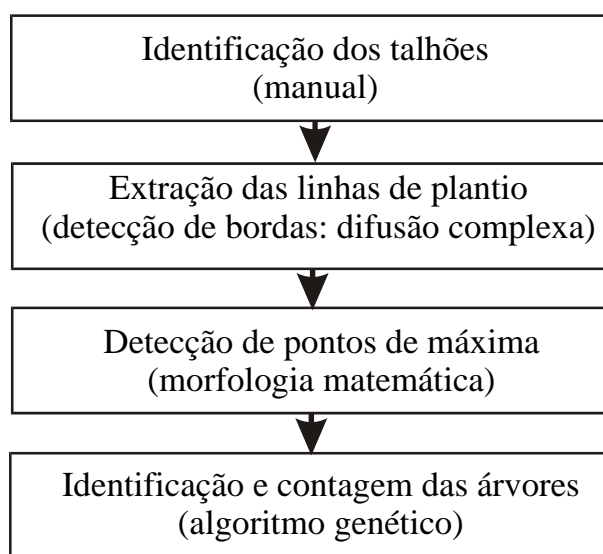 Identificação dos talhões
(manual)
Extração das linhas de plantio
(detecção de bordas: difusão complexa)
Detecção de pontos de máxima
(morfologia matemática)
Identificação e contagem das árvores
(algoritmo genético)